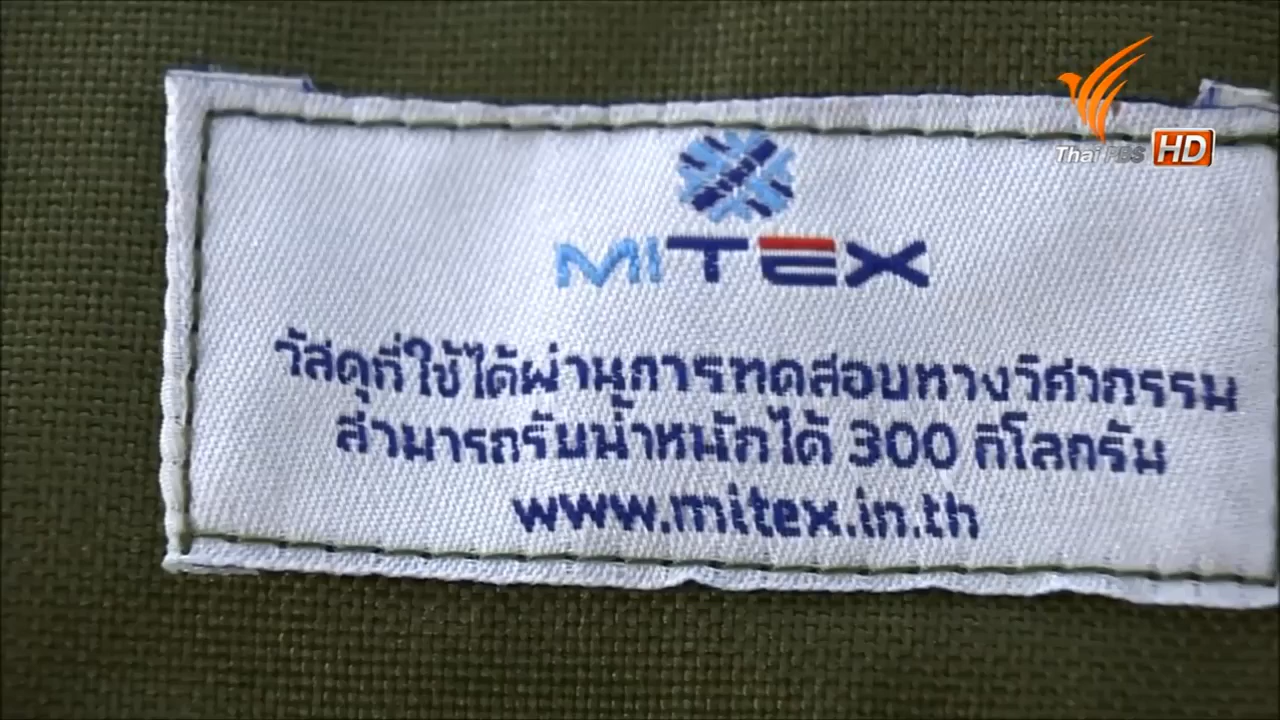 Thai PBS HD
MITEX
วัสดุที่ใช้ได้ผ่านการทดสอบทางวิศวกรรม
สามารถรับน้ำหนักได้ 300 กิโลกรัม
www.mitex.in.th